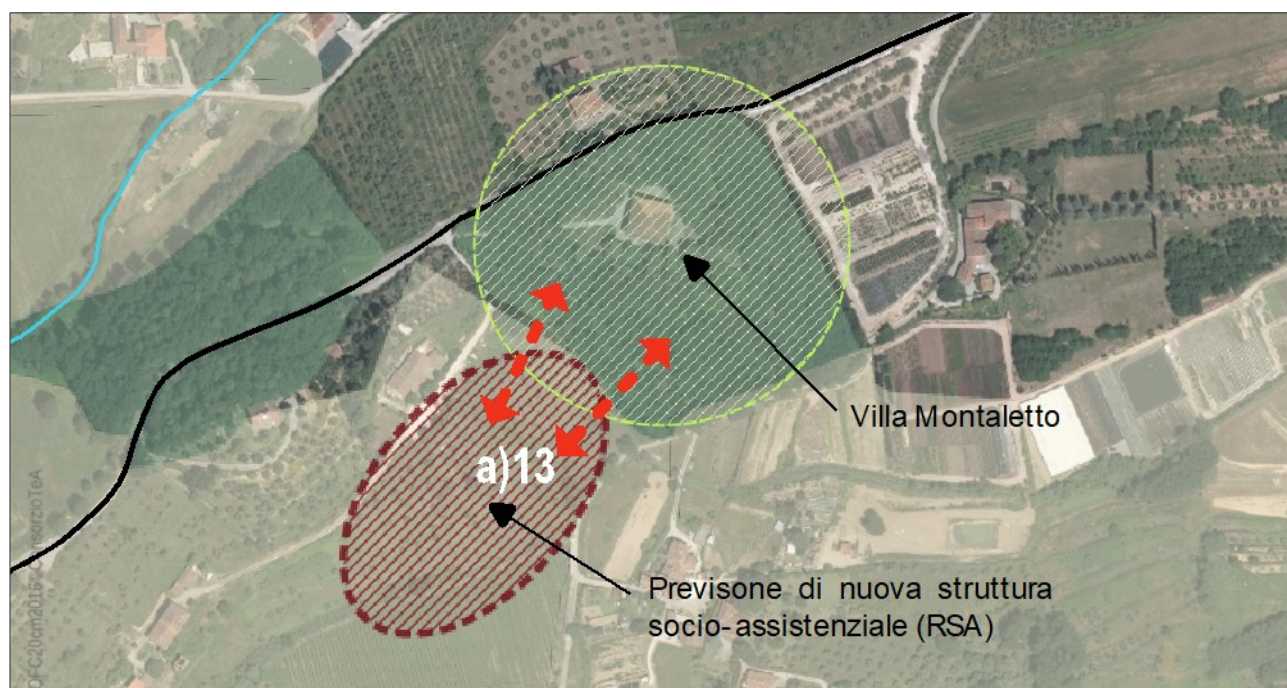 Villa Montaletto
a)13
Previsone di nuova struttura
socio-assistenziale (RSA)